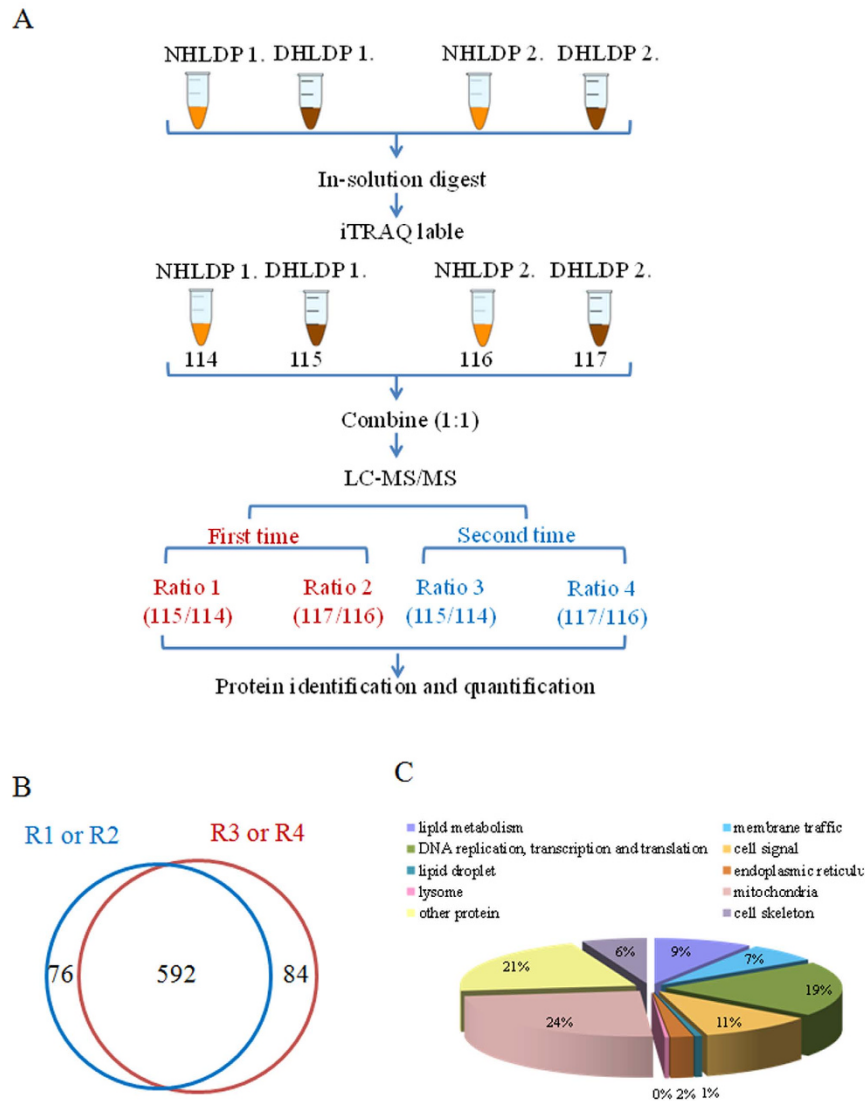 A
NHLDP 1. DHLDP 1. NHLDP 2. DHLDP 2.
In-solution digest
iTRAQ lable
NHLDP 1. DHLDP 1. NHLDP 2. DHLDP 2.
114 115 116 117
Combine (1:1)
LC-MS/MS
First time Second time
Ratio 1 Ratio 2 Ratio 3 Ratio 4
(115/114) (117/116) (115/114) (117/116)
Protein identification and quantification
B
R1 or R2 R3 or R4
76 592 84
C
lipld metabolism membrane traffic
DNA replication, transcription and translation cell signal
lipid droplet endoplasmic reticulu
lysome mitochondria
other protein cell skeleton
6% 9%
7%
21%
19%
24% 11%
0% 2% 1%